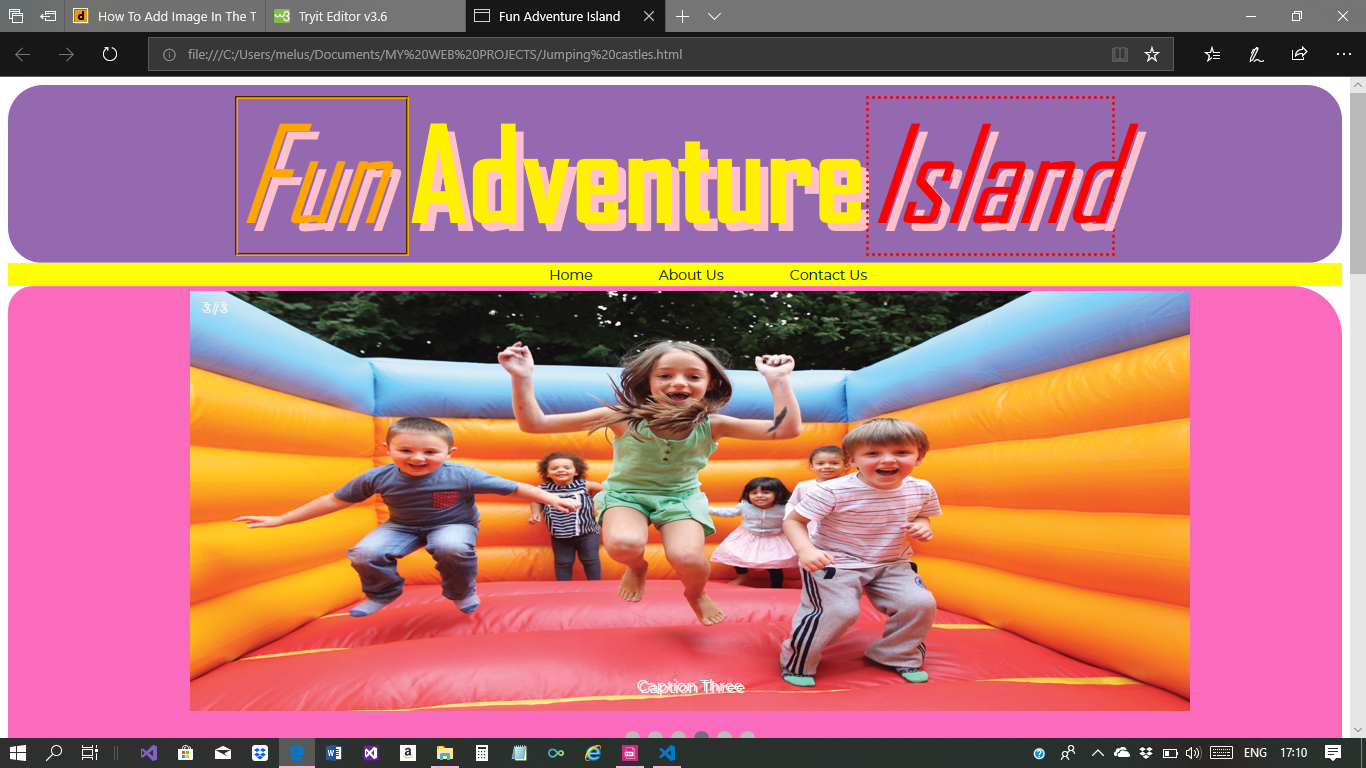 How To Add Image In The T
Tryit Editor v3.6
Fun Adventure Island
file:///C:/Users/melus/Documents/MY%20WEB%20PROJECTS/Jumping%20castles.html
Fun Adventure Island
Home About Us Contact Us
3/3
Caption Three
ENG 17:10